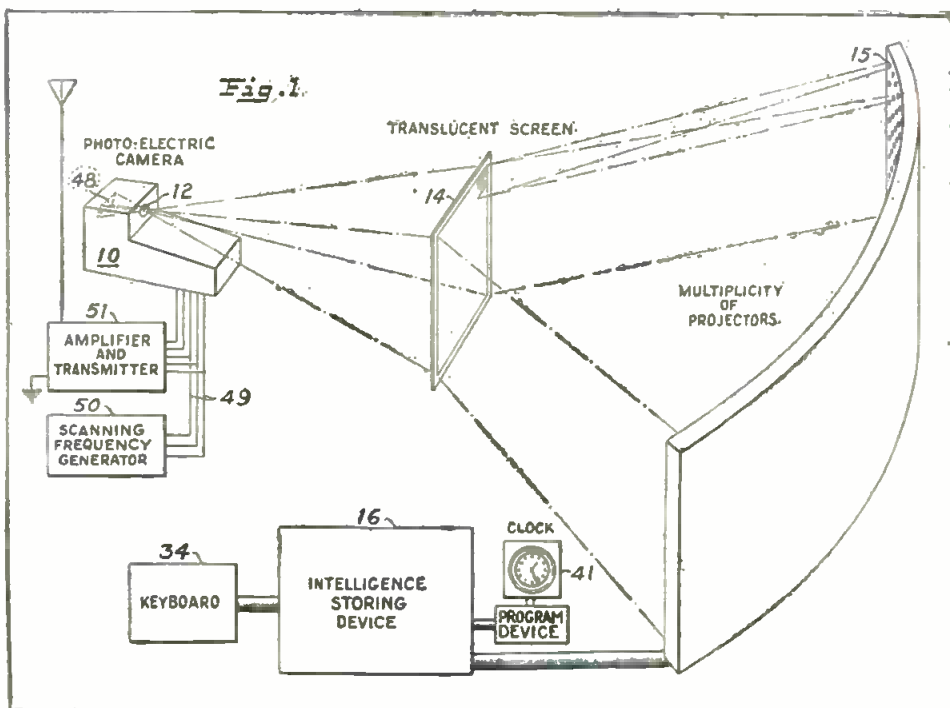 Fig. 1.
15
TRANSLUCENT SCREEN.
PHOTO-ELECTRIC
CAMERA
48
12
14
10
MULTIPLICITY
OF
PROJECTORS.
51
AMPLIFIER
AND
TRANSMITTER
49
50
SCANNING
FREQUENCY
GENERATOR
16
CLOCK
34
41
KEYBOARD
INTELLIGENCE
STORING
DEVICE
PROGRAM
DEVICE